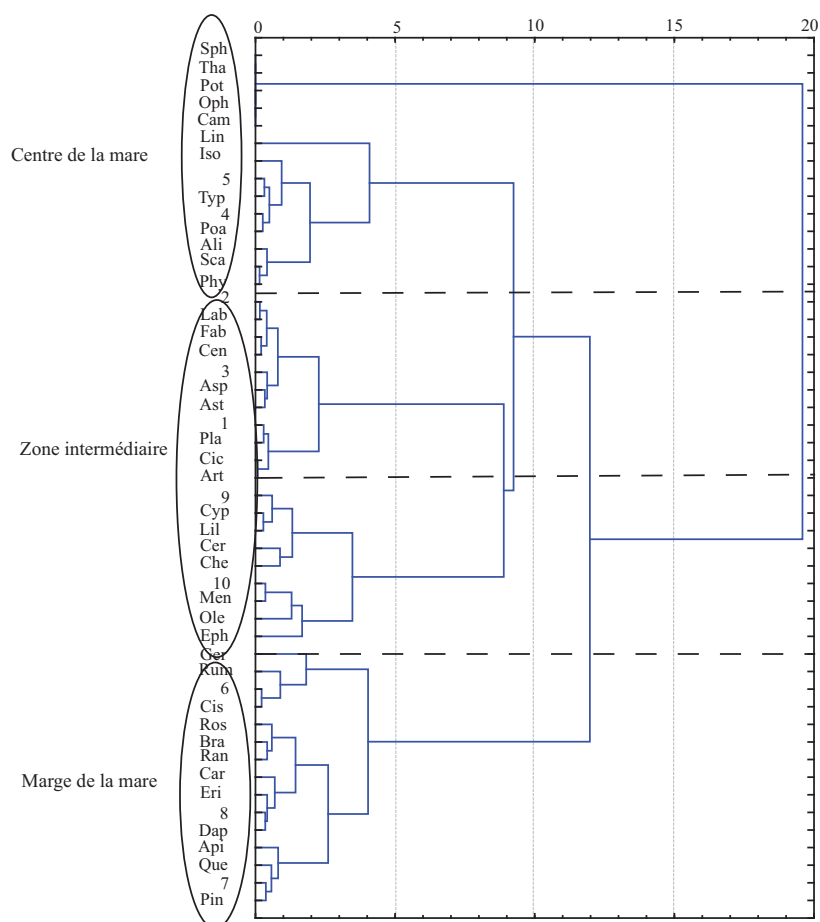 0 5 10 15 20
Sph
Tha
Pot
Oph
Cam
Lin
Centre de la mare
Iso
5
Typ
4
Poa
Ali
Sca
Phy
2
Lab
Fab
Cen
3
Asp
Ast
1
Pla
Zone intermédiaire
Cic
Art
9
Cyp
Lil
Cer
Che
10
Men
Ole
Eph
Ger
Rum
6
Cis
Ros
Bra
Ran
Car
Marge de la mare
Eri
8
Dap
Api
Que
7
Pin